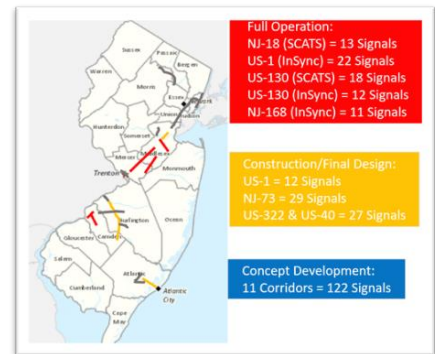 Full Operation:
NJ-18 (SCATS) = 13 Signals
US-1 (InSync) = 22 Signals
US-130 (SCATS) = 18 Signals
US-130 (InSync) = 12 Signals
NJ-168 (InSync) = 11 Signals
Construction/Final Design:
US-1 = 12 Signals
NJ-73 = 29 Signals
US-322 & US-40 = 27 Signals
Concept Development:
11 Corridors = 122 Signals
Sussex
Passaic
Bergen
Warren
Morris
Essex
Union
Hunterdon
Somerset
Middlesex
Mercer
Monmouth
Trenton
Ocean
Burlington
Camden
Gloucester
Salem
Atlantic
Cumberland
Atlantic
City
Cape
May